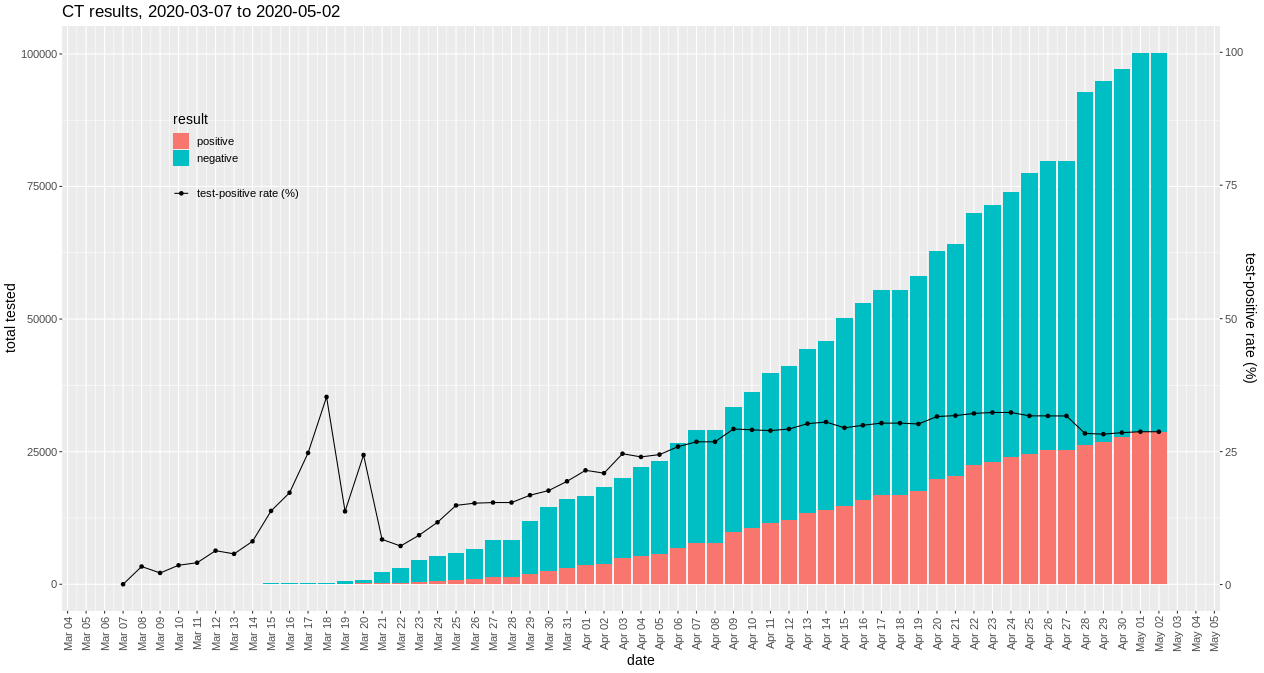 CT results, 2020-03-07 to 2020-05-02
100000
75000
50000
25000
0
total tested
result
positive
negative
test-positive rate (%)
100
75
50
25
0
test-positive rate (%)
Mar 04
Mar 05
Mar 06
Mar 07
Mar 08
Mar 09
Mar 10
Mar 11
Mar 12
Mar 13
Mar 14
Mar 15
Mar 16
Mar 17
Mar 18
Mar 19
Mar 20
Mar 21
Mar 22
Mar 23
Mar 24
Mar 25
Mar 26
Mar 27
Mar 28
Mar 29
Mar 30
Mar 31
Apr 01
Apr 02
Apr 03
Apr 04
Apr 05
Apr 06
Apr 07
Apr 08
Apr 09
Apr 10
Apr 11
Apr 12
Apr 13
Apr 14
Apr 15
Apr 16
Apr 17
Apr 18
Apr 19
Apr 20
Apr 21
Apr 22
Apr 23
Apr 24
Apr 25
Apr 26
Apr 27
Apr 28
Apr 29
Apr 30
May 01
May 02
May 03
May 04
May 05
date